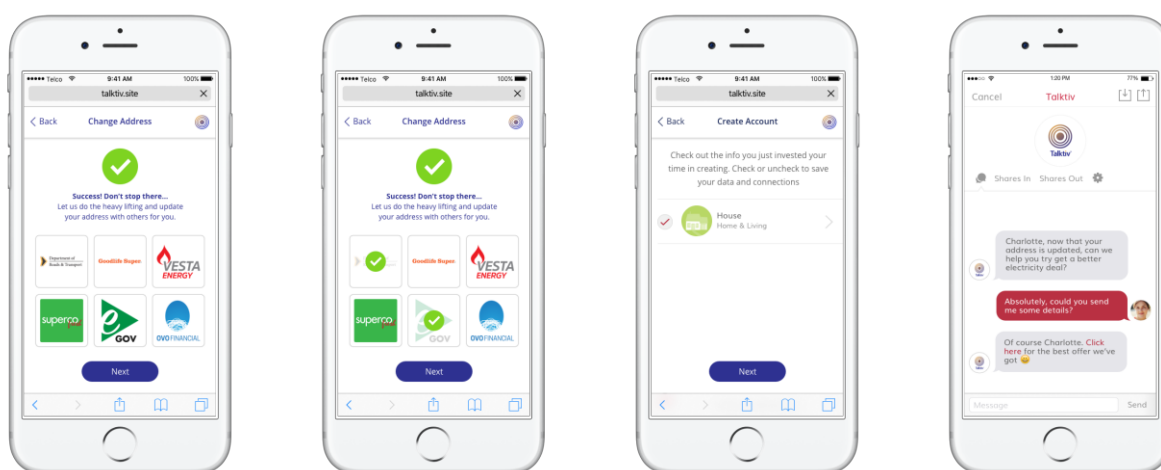 Telco
9:41 AM
100%
talktiv.site
Back
Change Address
Success! Don't stop there...
Let us do the heavy lifting and update
your address with others for you.
Department of
Roads & Transport
Goodlife Super
VESTA
ENERGY
superco
food
e
GOV
OVO FINANCIAL
Next
Telco
9:41 AM
100%
talktiv.site
Back
Change Address
Success! Don't stop there...
Let us do the heavy lifting and update
your address with others for you.
Goodlife Super
VESTA
ENERGY
superco
food
GOV
OVO FINANCIAL
Next
Telco
9:41 AM
100%
talktiv.site
Back
Create Account
Check out the info you just invested your
time in creating. Check or uncheck to save
your data and connections
House
Home & Living
Next
1:20 PM
77%
Cancel
Talktiv
Talktiv
Shares In
Shares Out
Charlotte, now that your
address is updated, can we
help you try get a better
electricity deal?
Absolutely, could you send
me some details?
Of course Charlotte. Click
here for the best offer we've
got
Message
Send